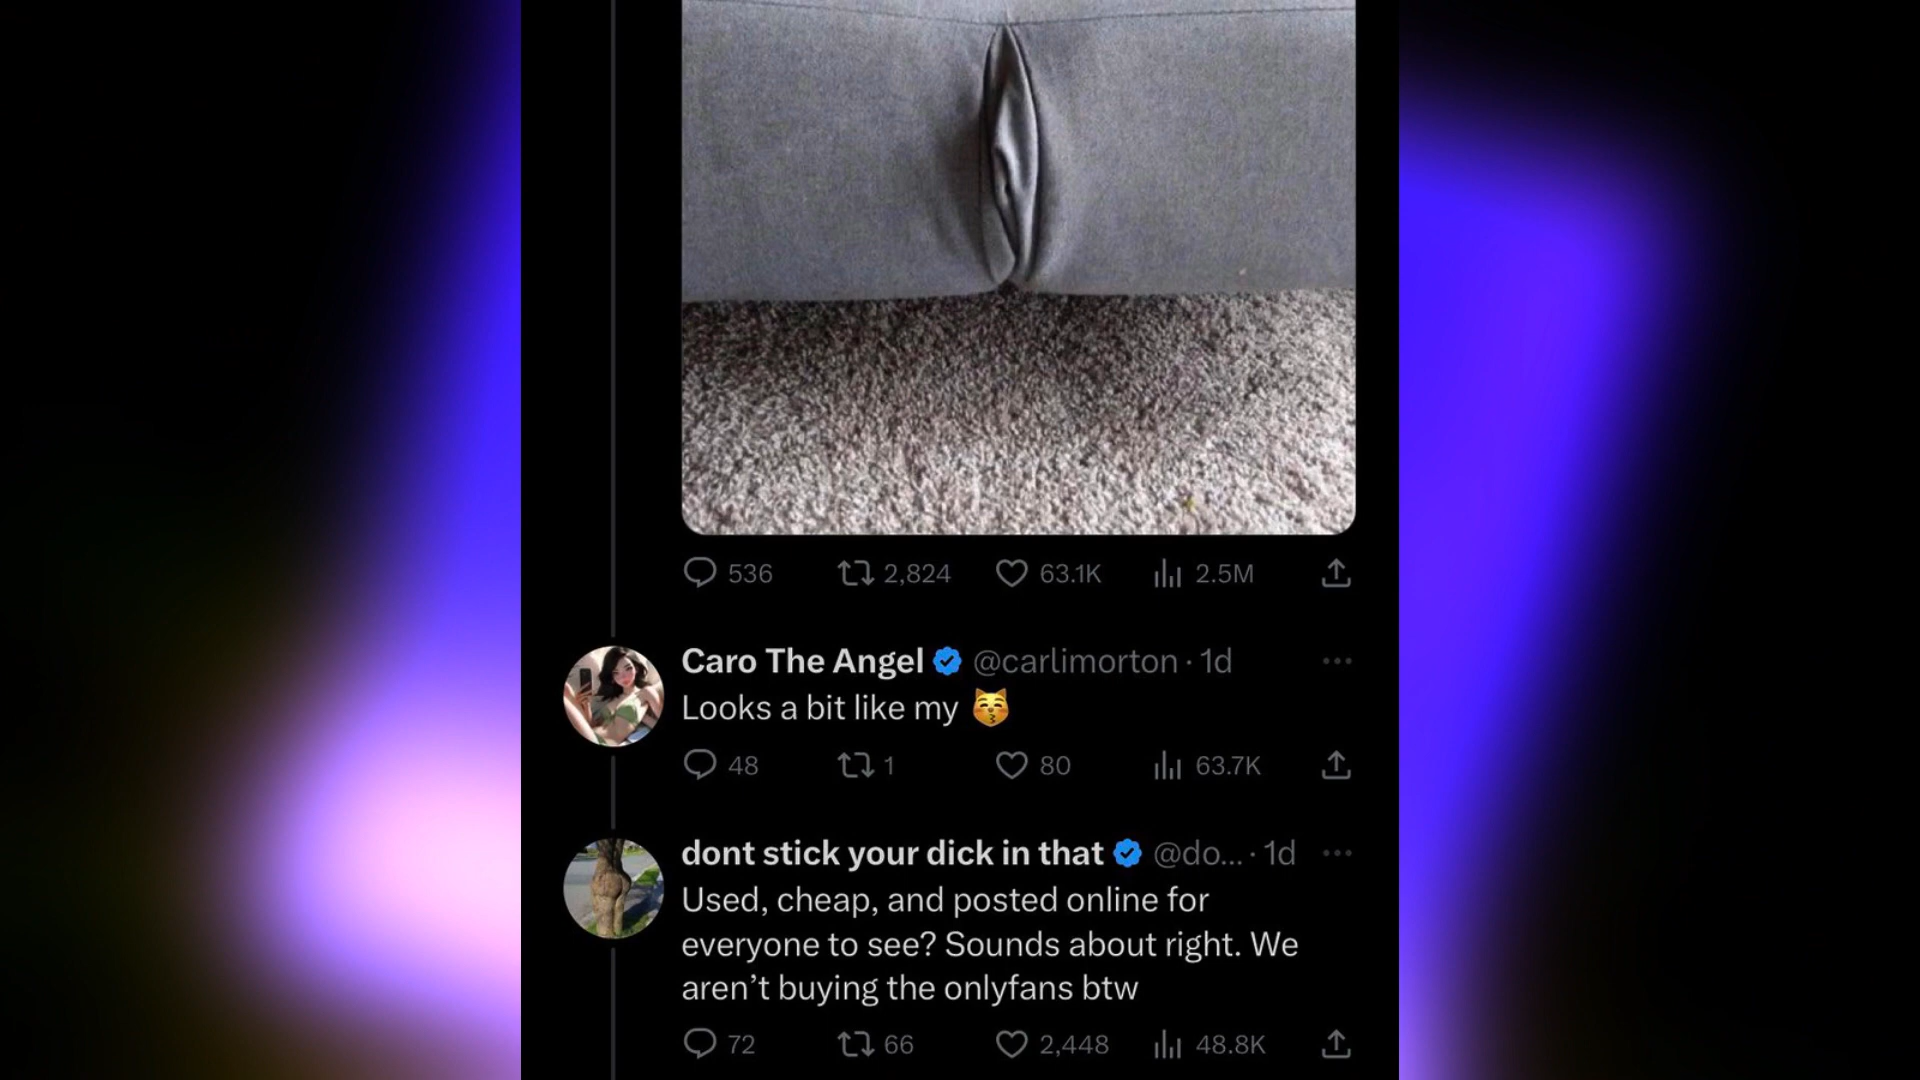 536 2,824 63.1K 2.5M
Caro The Angel @carlimorton · 1d
Looks a bit like my 😽
48 1 80 63.7K
dont stick your dick in that @do... · 1d
Used, cheap, and posted online for
everyone to see? Sounds about right. We
aren’t buying the onlyfans btw
72 66 2,448 48.8K